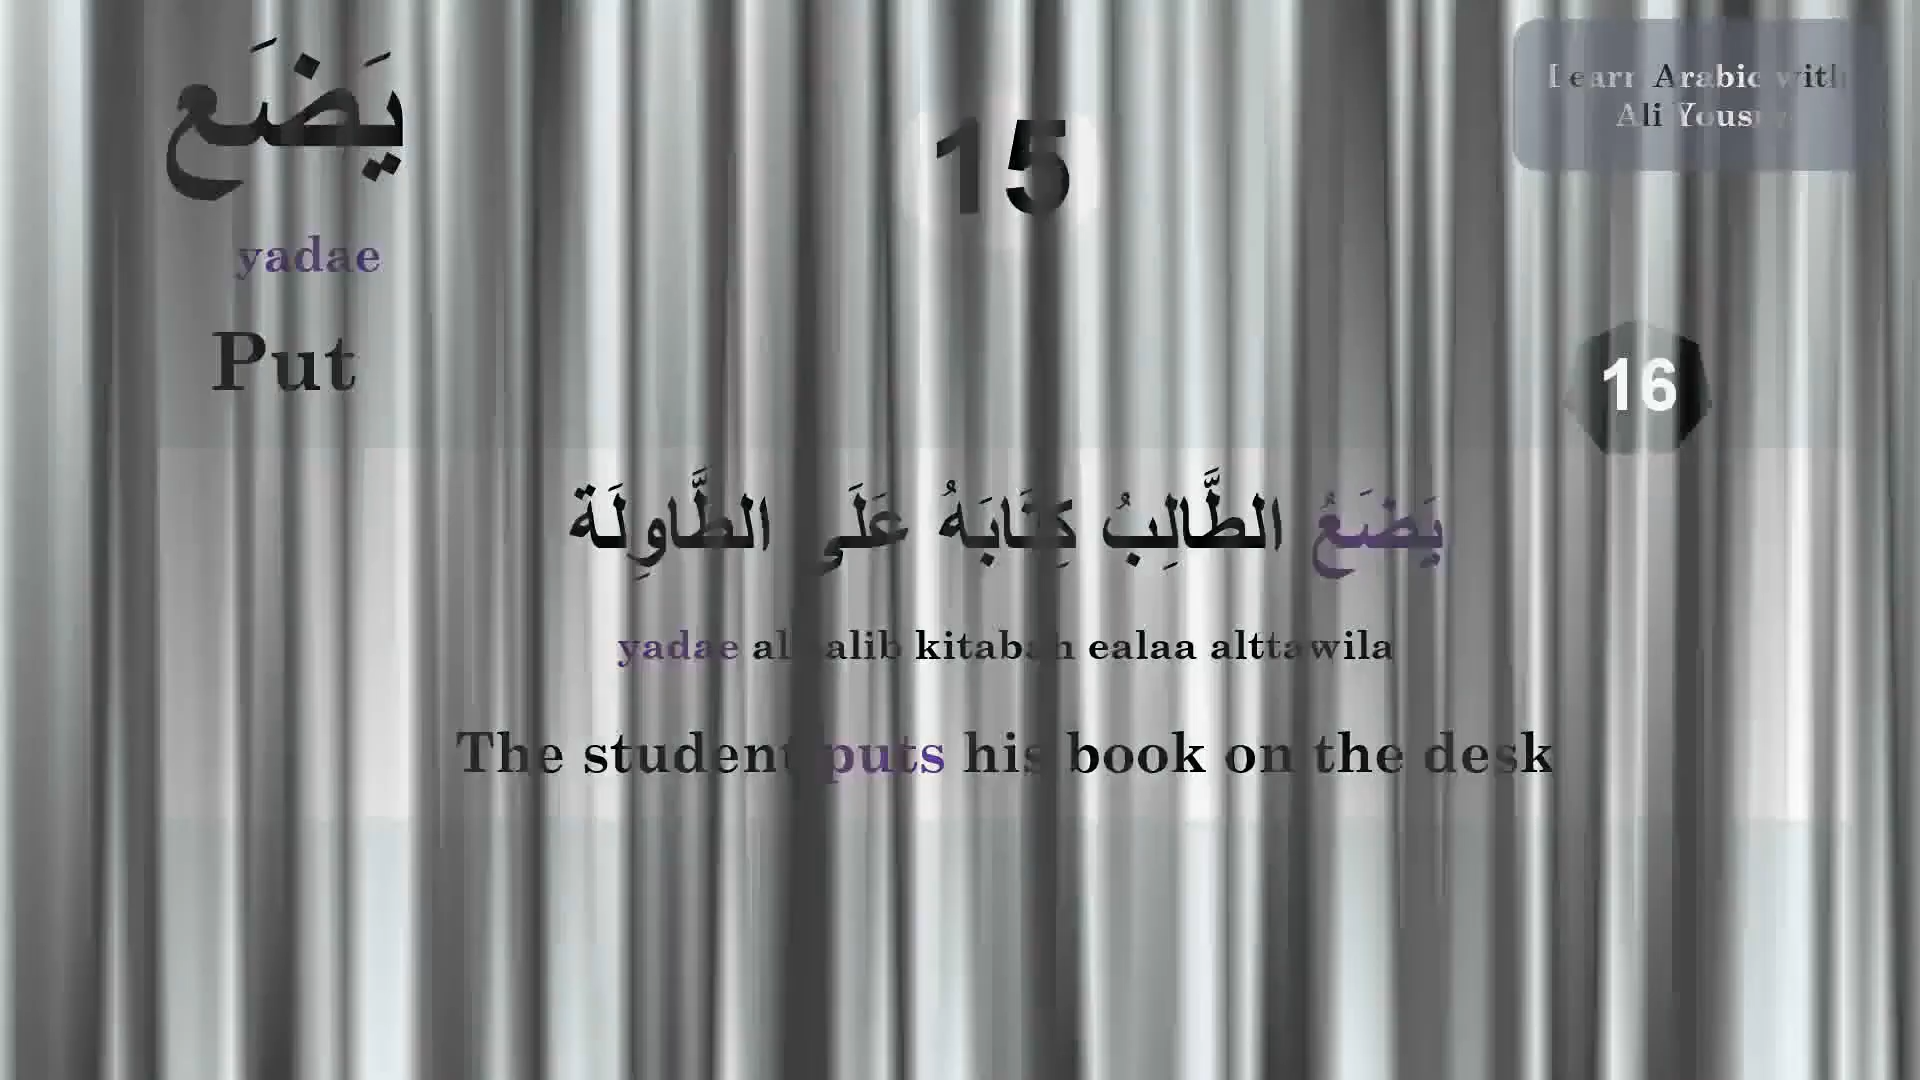 يَضَع
yadae
Put
15
Learn Arabic with
Ali
16
يَضَعُ الطَّالِبُ كِتَابَهُ عَلَى الطَّاوِلَة
yadae kitabah ealaa alttawila
The student puts his book on the desk